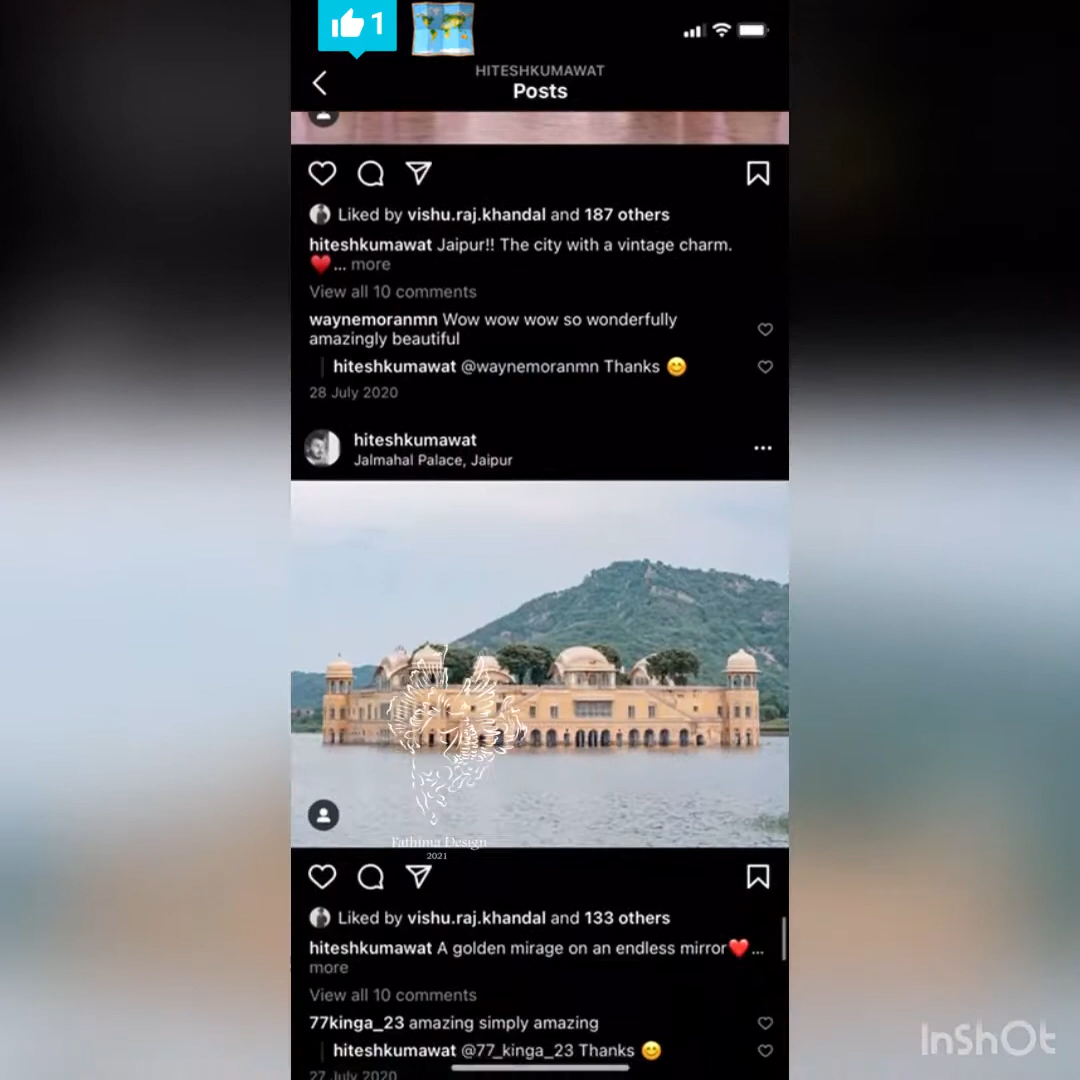 1
HITESHKUMAWAT
Posts
Liked by vishu.raj.khandal and 187 others
hiteshkumawat Jaipur!! The city with a vintage charm.
❤️... more
View all 10 comments
waynemoranmn Wow wow wow so wonderfully
amazingly beautiful
hiteshkumawat @waynemoranmn Thanks 😊
28 July 2020
hiteshkumawat
Jalmahal Palace, Jaipur
Fathima Design
2021
Liked by vishu.raj.khandal and 133 others
hiteshkumawat A golden mirage on an endless mirror❤️...
more
View all 10 comments
77kinga_23 amazing simply amazing
hiteshkumawat @77_kinga_23 Thanks 😊
27 July 2020
InShOt